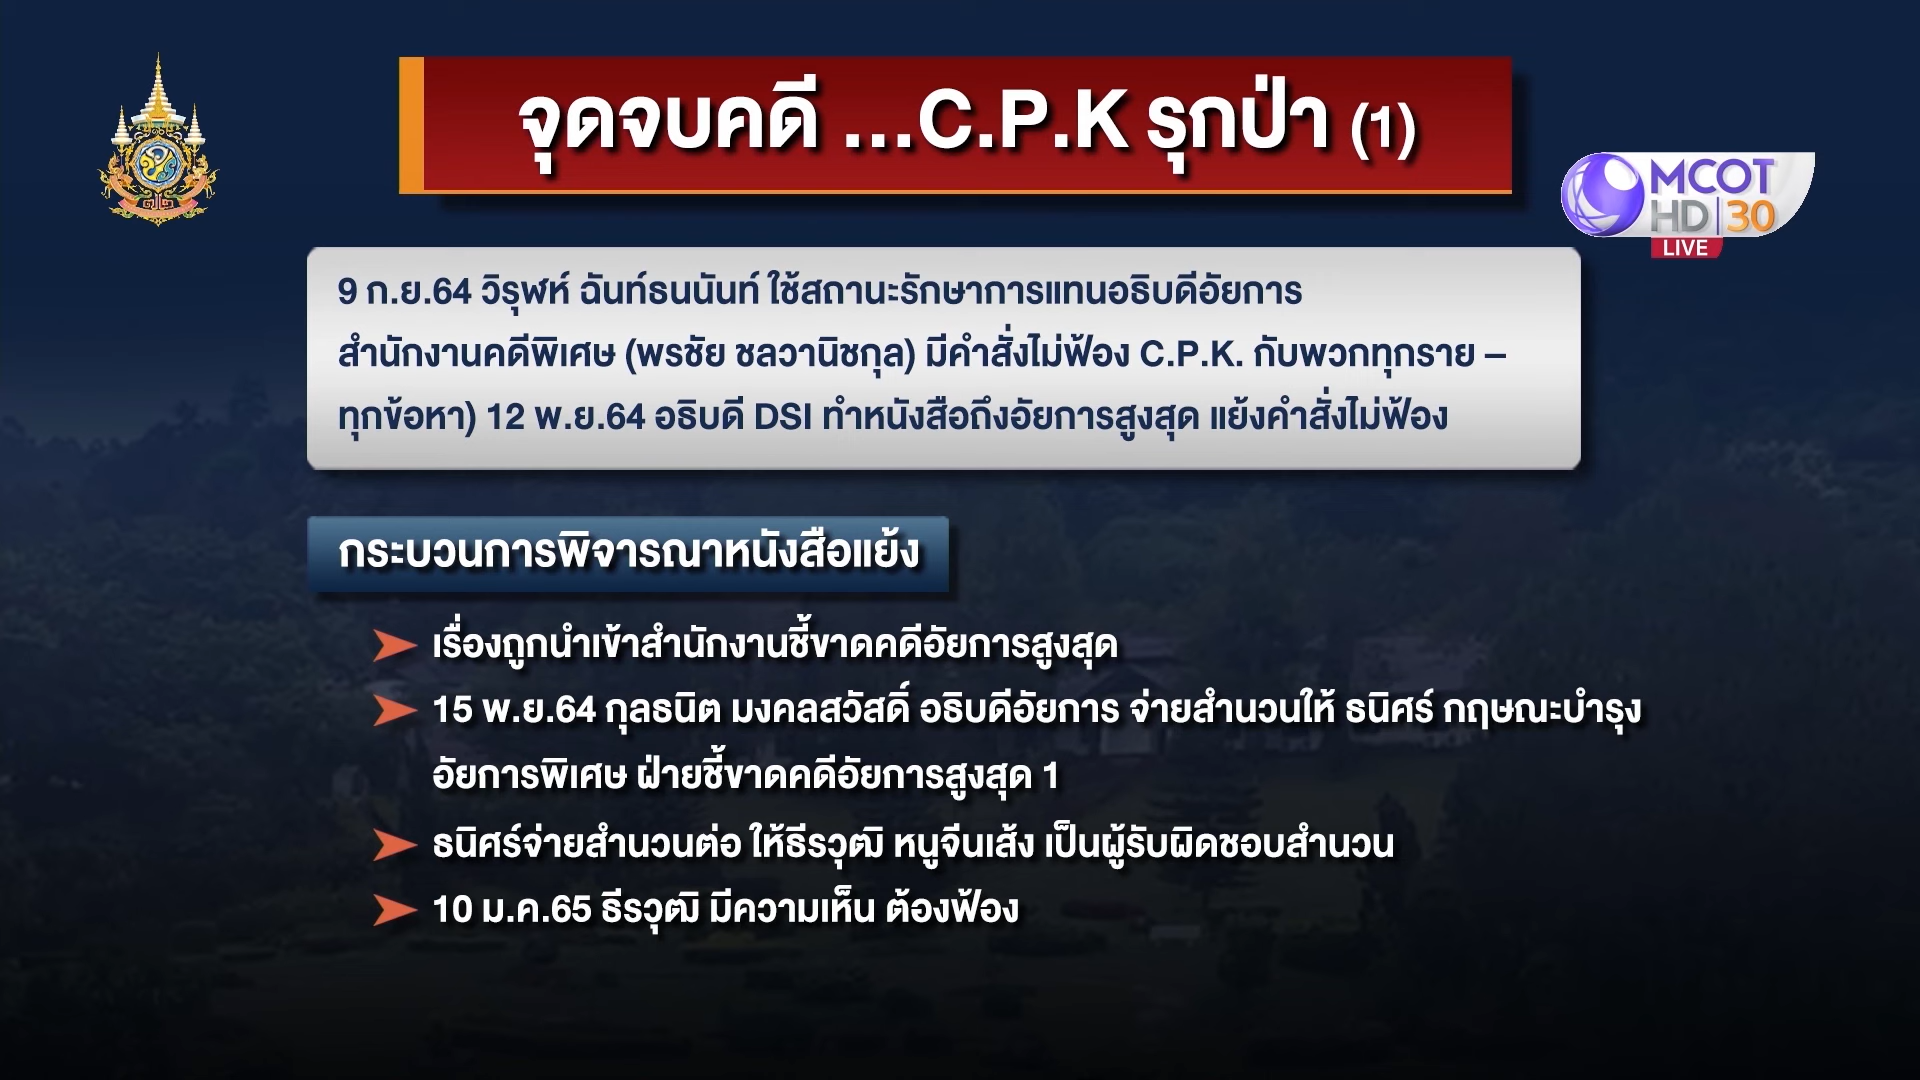 จุดจบคดี ...C.P.K รุกป่า (1)
MCOT
HD 30
LIVE
9 ก.ย.64 วิรุฬห์ ฉันท์ธนนันท์ ใช้สถานะรักษาการแทนอธิบดีอัยการ
สำนักงานคดีพิเศษ (พรชัย ชลวานิชกุล) มีคำสั่งไม่ฟ้อง C.P.K. กับพวกทุกราย –
ทุกข้อหา) 12 พ.ย.64 อธิบดี DSI ทำหนังสือถึงอัยการสูงสุด แย้งคำสั่งไม่ฟ้อง
กระบวนการพิจารณาหนังสือแย้ง
เรื่องถูกนำเข้าสำนักงานชี้ขาดคดีอัยการสูงสุด
15 พ.ย.64 กุลธนิต มงคลสวัสดิ์ อธิบดีอัยการ จ่ายสำนวนให้ ธนิศร์ กฤษณะบำรุง
อัยการพิเศษ ฝ่ายชี้ขาดคดีอัยการสูงสุด 1
ธนิศร์จ่ายสำนวนต่อ ให้ธีรวุฒิ หนูจีนเส้ง เป็นผู้รับผิดชอบสำนวน
10 ม.ค.65 ธีรวุฒิ มีความเห็น ต้องฟ้อง